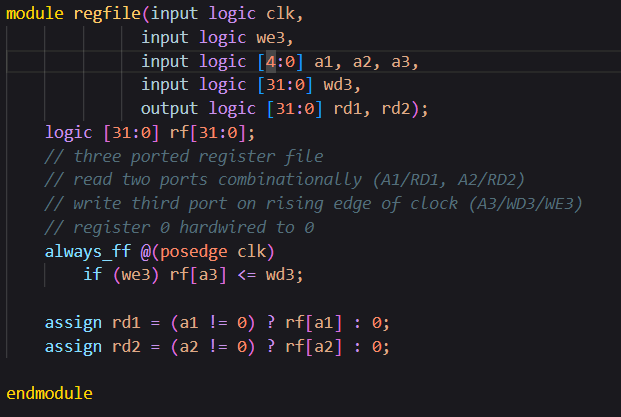 module regfile(input logic clk,
input logic we3,
input logic [4:0] a1, a2, a3,
input logic [31:0] wd3,
output logic [31:0] rd1, rd2);
logic [31:0] rf[31:0];
// three ported register file
// read two ports combinationally (A1/RD1, A2/RD2)
// write third port on rising edge of clock (A3/WD3/WE3)
// register 0 hardwired to 0
always_ff @(posedge clk)
if (we3) rf[a3] <= wd3;
assign rd1 = (a1 != 0) ? rf[a1] : 0;
assign rd2 = (a2 != 0) ? rf[a2] : 0;
endmodule